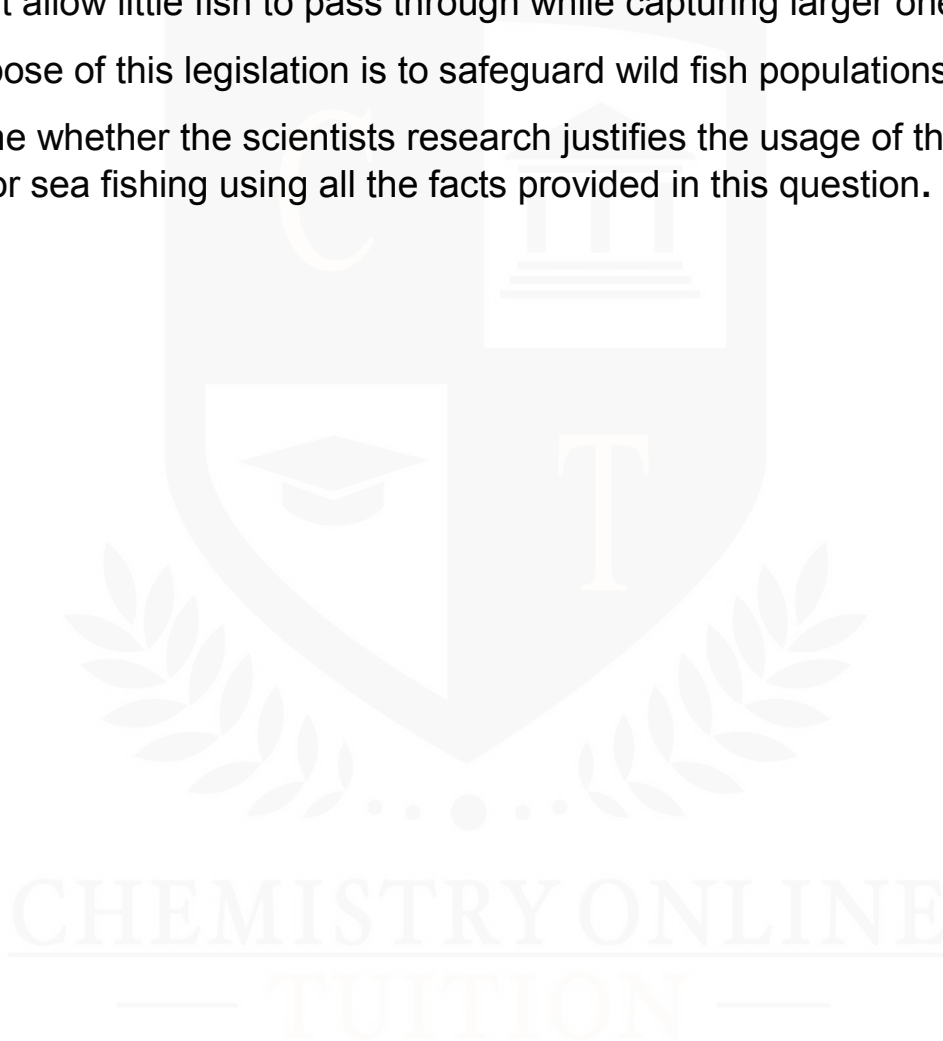 t allow little fish to pass through while capturing larger one
pose of this legislation is to safeguard wild fish populations
ne whether the scientists research justifies the usage of th
or sea fishing using all the facts provided in this question.
C
T
CHEMISTRY ONLINE
TUITION